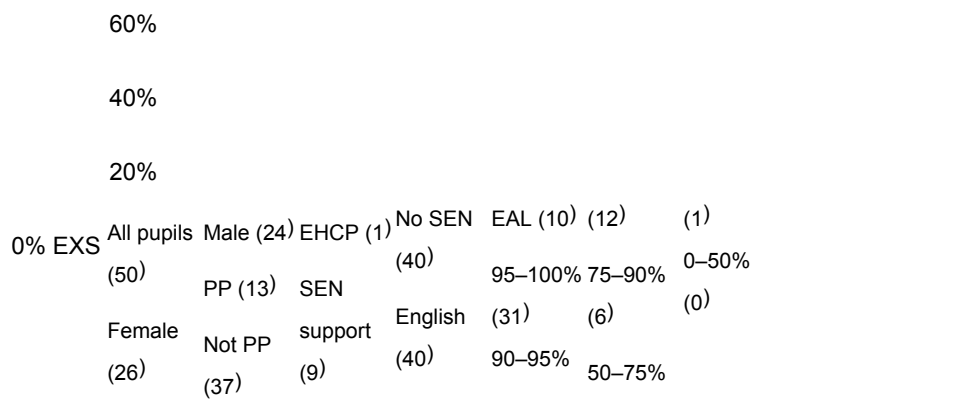 60%
40%
20%
0% EXS
All pupils
(50)
Female
(26)
Male (24)
PP (13)
Not PP
(37)
EHCP (1)
SEN
support
(9)
No SEN
(40)
English
(40)
EAL (10)
95–100%
(31)
90–95%
(12)
75–90%
(6)
50–75%
(1)
0–50%
(0)